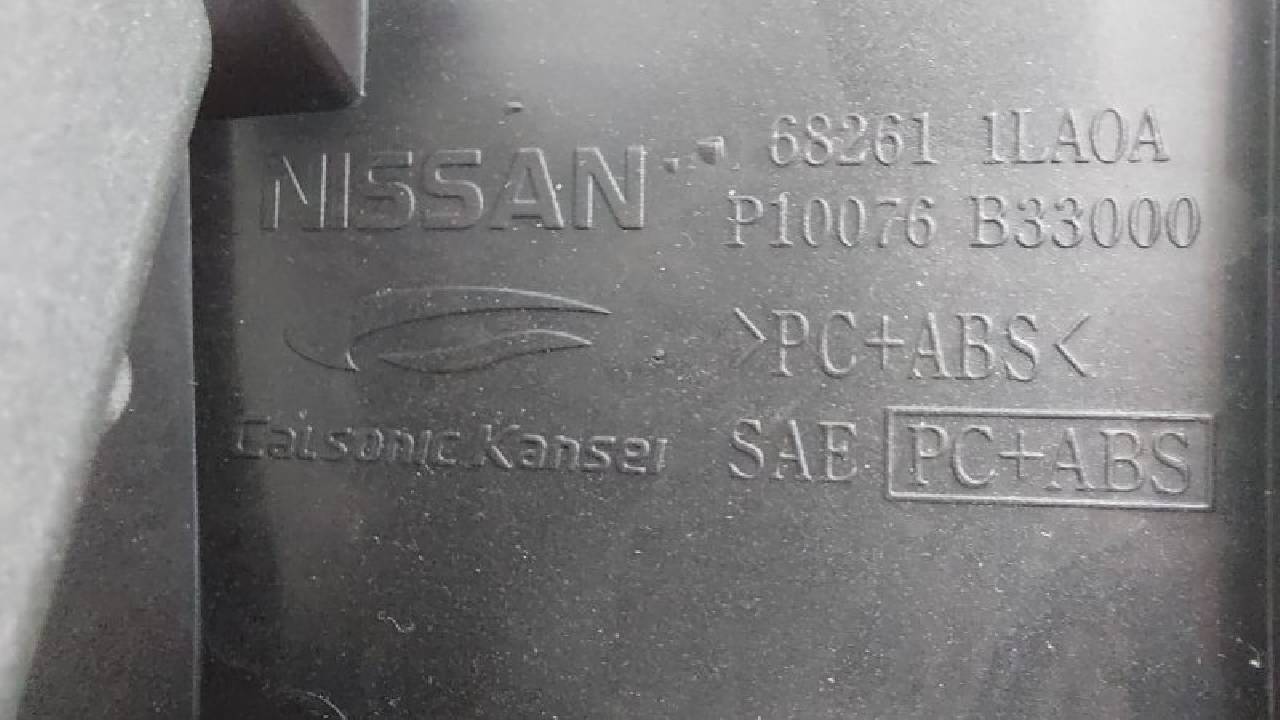 NISSAN
68261 1LA0A
P10076 B33000
>PC+ABS<
Calsonic Kansei
SAE PC+ABS